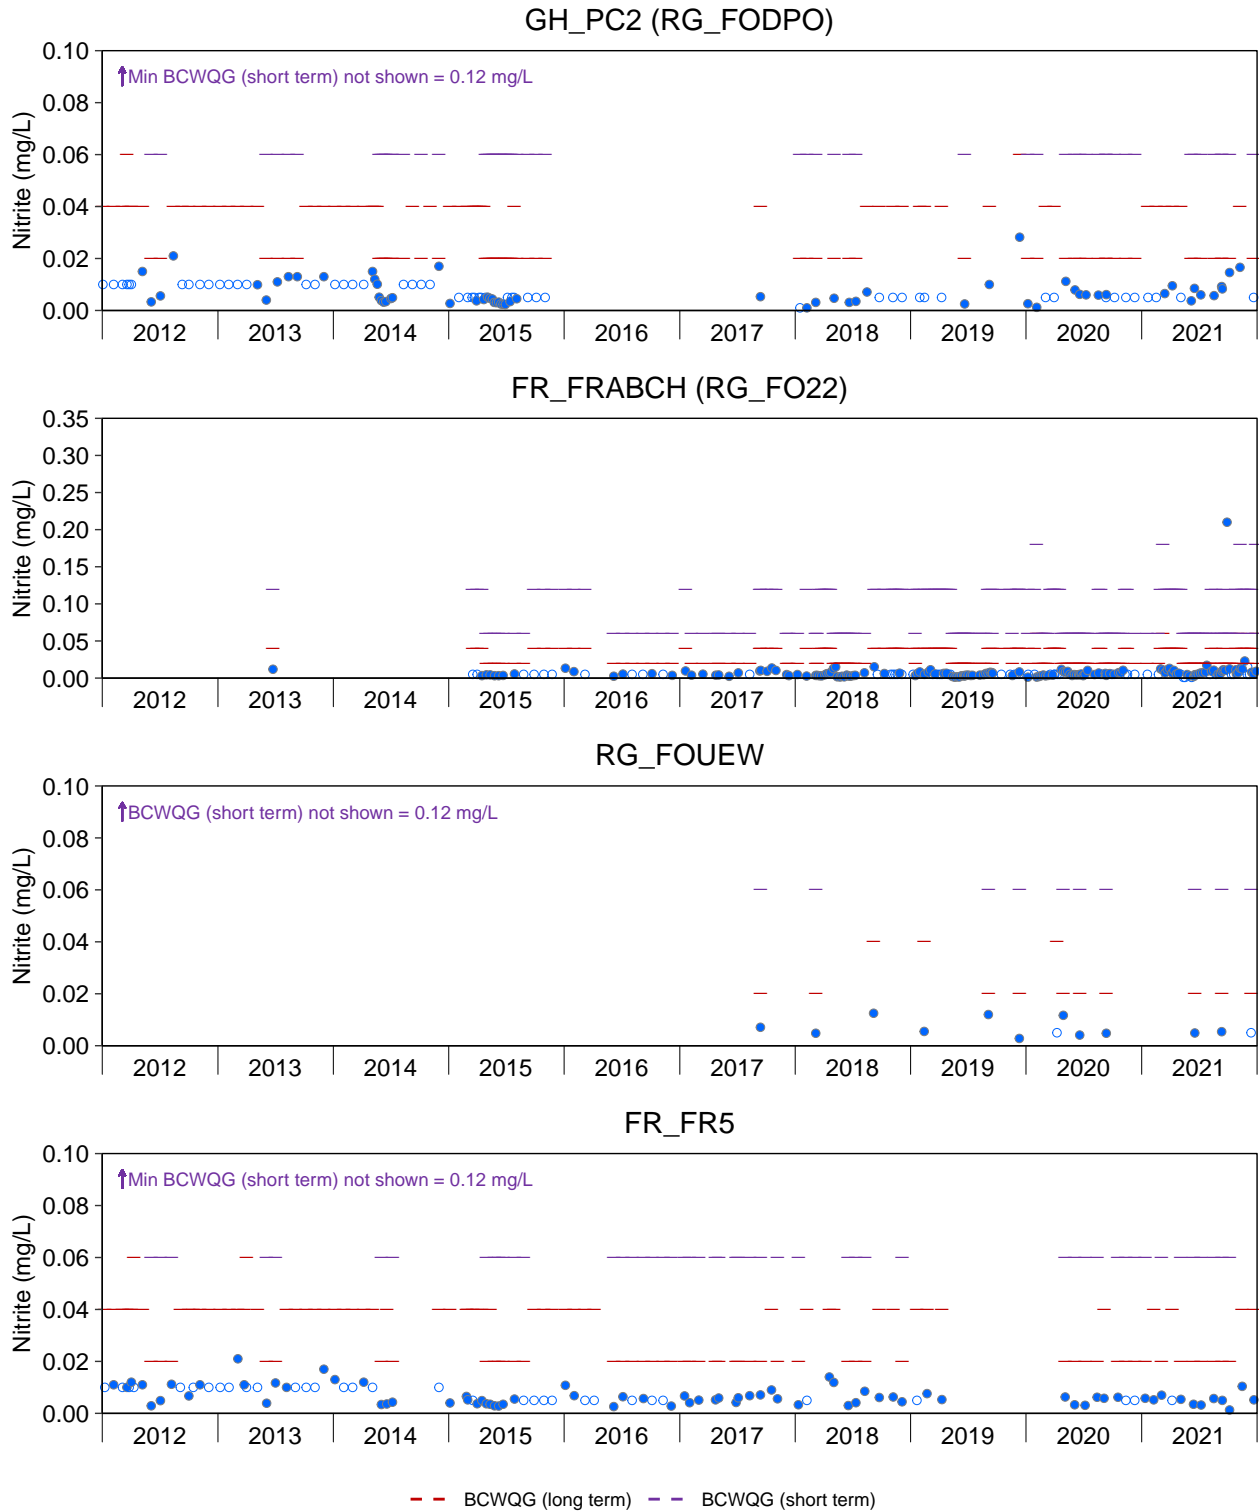 GH_PC2 (RG_FODPO)
Nitrite (mg/L)
0.10
0.08
0.06
0.04
0.02
0.00
Min BCWQG (short term) not shown = 0.12 mg/L
2012 2013 2014 2015 2016 2017 2018 2019 2020 2021
FR_FRABCH (RG_FO22)
Nitrite (mg/L)
0.35
0.30
0.25
0.20
0.15
0.10
0.05
0.00
2012 2013 2014 2015 2016 2017 2018 2019 2020 2021
RG_FOUEW
Nitrite (mg/L)
0.10
0.08
0.06
0.04
0.02
0.00
BCWQG (short term) not shown = 0.12 mg/L
2012 2013 2014 2015 2016 2017 2018 2019 2020 2021
FR_FR5
Nitrite (mg/L)
0.10
0.08
0.06
0.04
0.02
0.00
Min BCWQG (short term) not shown = 0.12 mg/L
2012 2013 2014 2015 2016 2017 2018 2019 2020 2021
BCWQG (long term) BCWQG (short term)